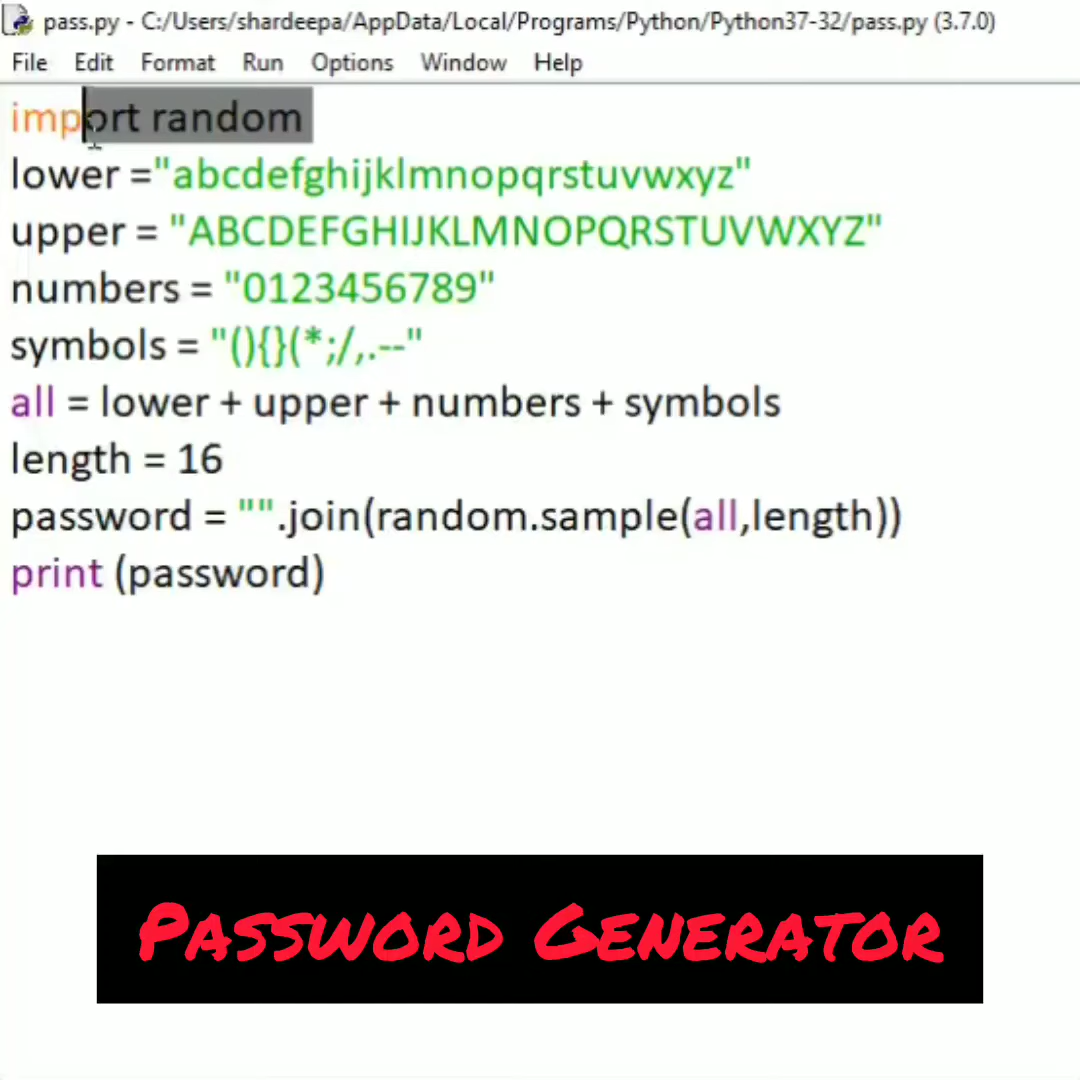 pass.py - C:/Users/shardeepa/AppData/Local/Programs/Python/Python37-32/pass.py (3.7.0)
File Edit Format Run Options Window Help
import random
lower ="abcdefghijklmnopqrstuvwxyz"
upper = "ABCDEFGHIJKLMNOPQRSTUVWXYZ"
numbers = "0123456789"
symbols = "(){}(*;/,.--"
all = lower + upper + numbers + symbols
length = 16
password = "".join(random.sample(all,length))
print (password)
Password Generator